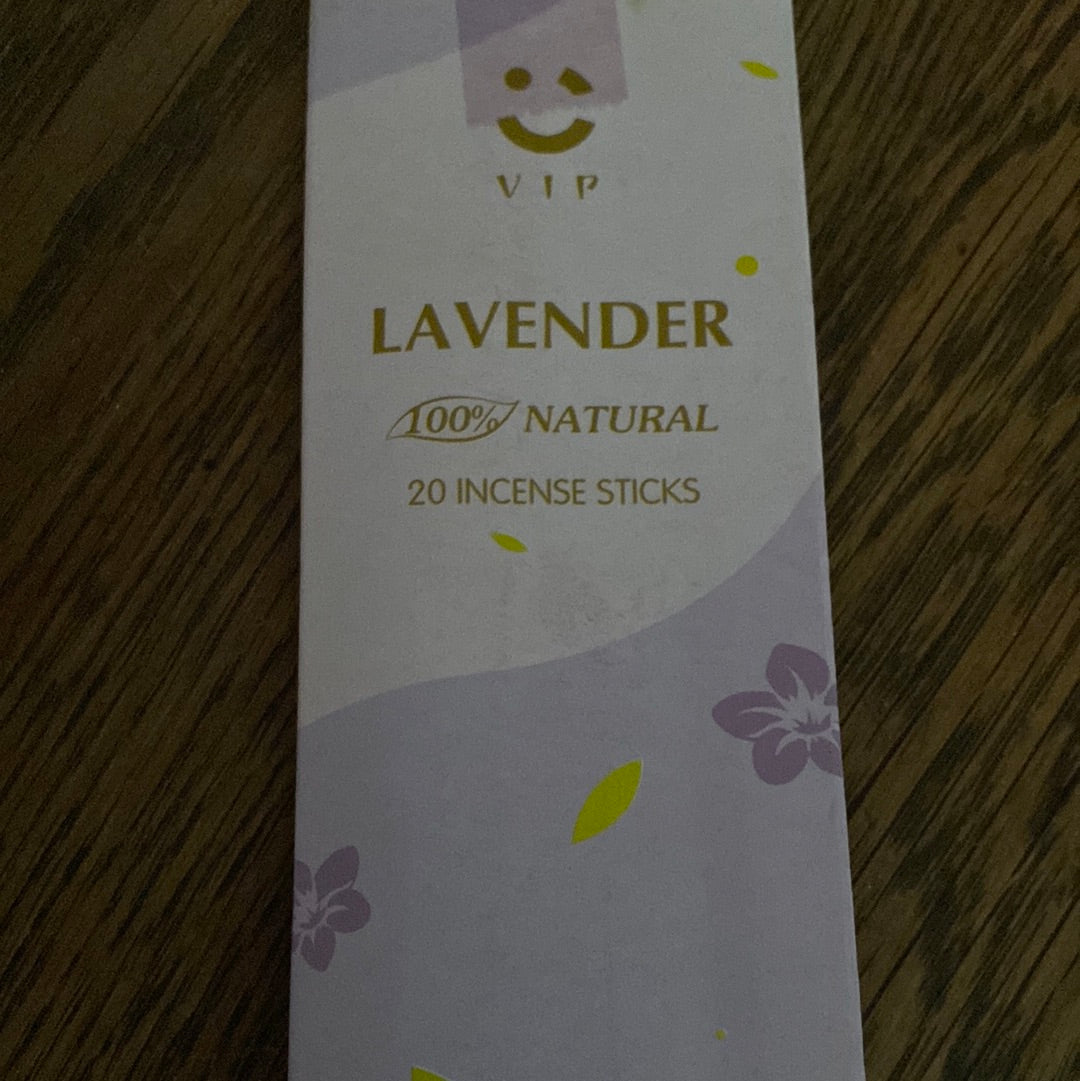 VIP
LAVENDER
100% NATURAL
20 INCENSE STICKS